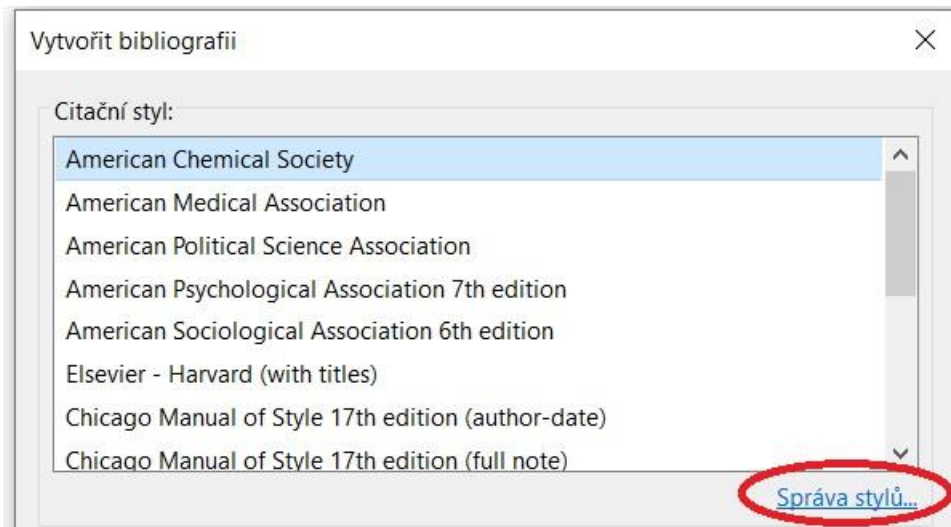 Vytvořit bibliografii
Citační styl:
American Chemical Society
American Medical Association
American Political Science Association
American Psychological Association 7th edition
American Sociological Association 6th edition
Elsevier - Harvard (with titles)
Chicago Manual of Style 17th edition (author-date)
Chicago Manual of Style 17th edition (full note)
Správa stylů...